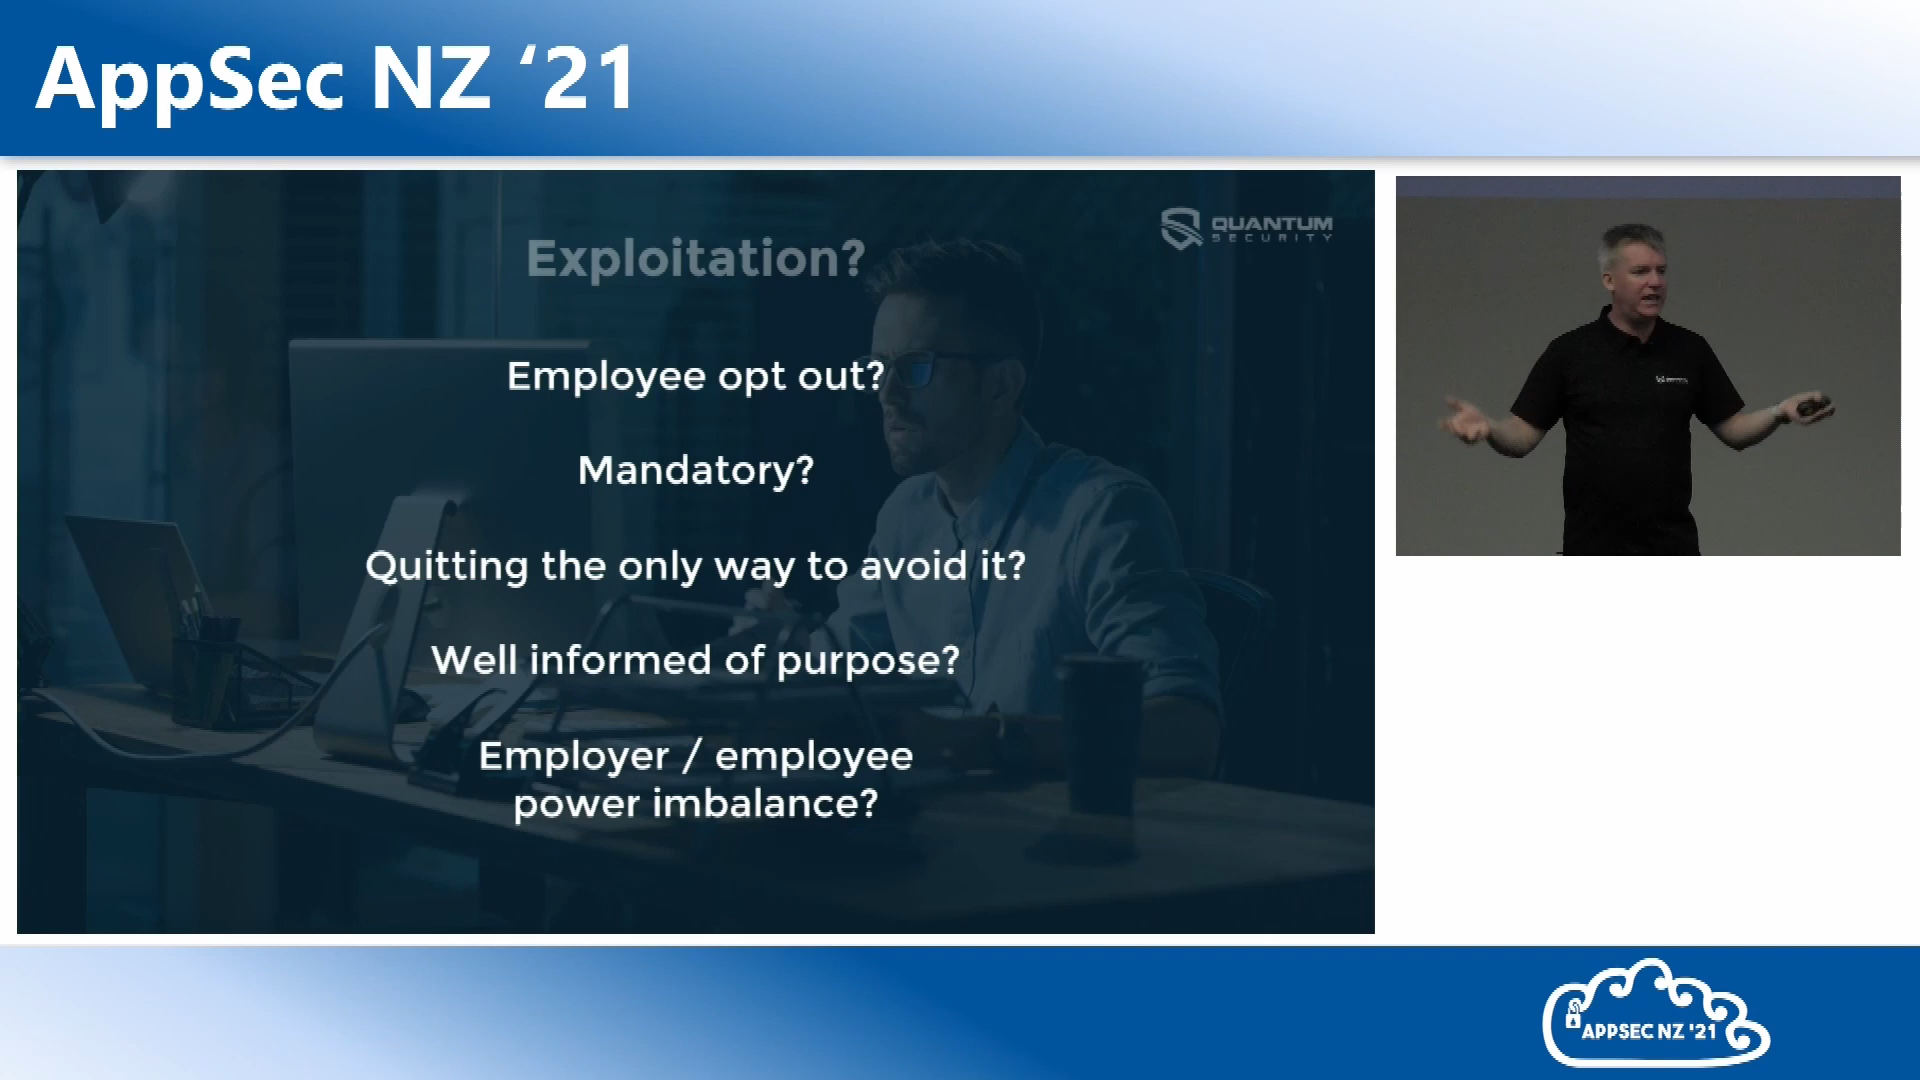 AppSec NZ ‘21
QUANTUM
SECURITY
Exploitation?
Employee opt out?
Mandatory?
Quitting the only way to avoid it?
Well informed of purpose?
Employer / employee
power imbalance?
APPSEC NZ '21